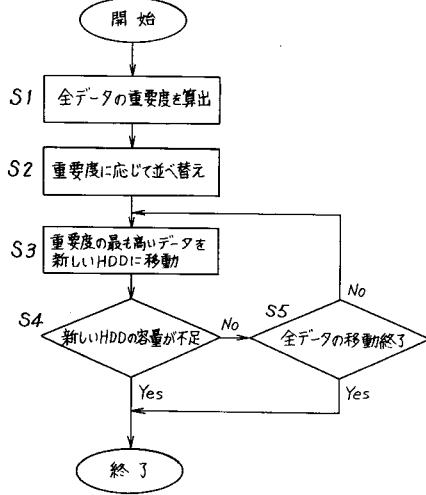 開始
S1
全データの重要度を算出
S2
重要度に応じて並べ替え
S3
重要度の最も高いデータを
新しいHDDに移動
No
S4
S5
新しいHDDの容量が不足
No
全データの移動終了
Yes
Yes
終了